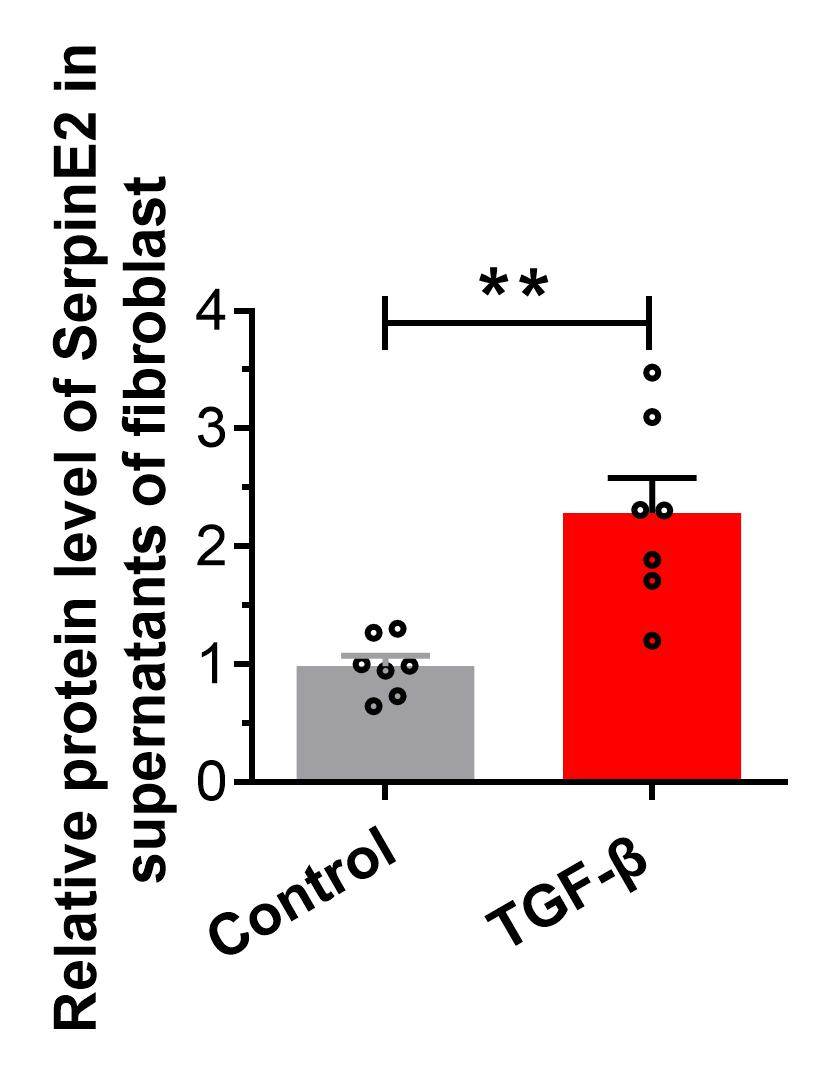 Relative protein level of SerpinE2 in
supernatants of fibroblast
**
4
3
2
1
0
Control
TGF-β